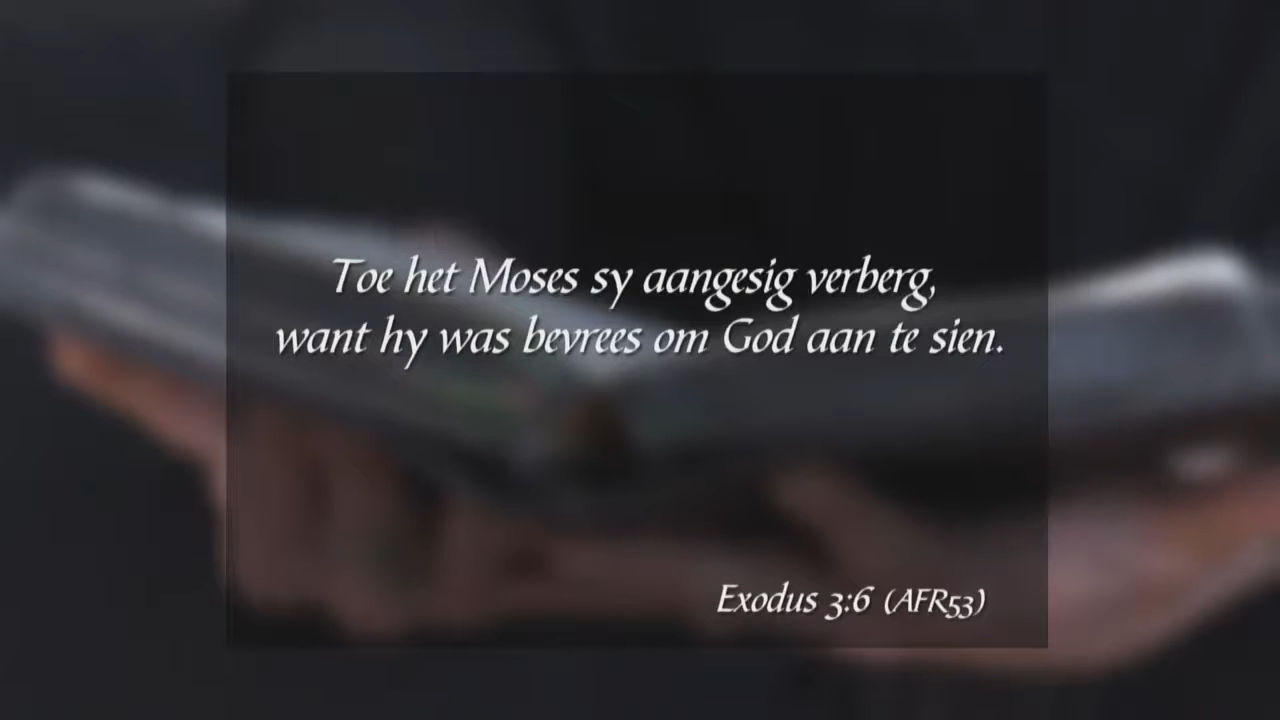 Toe het Moses sy aangesig verberg,
want hy was bevrees om God aan te sien.
Exodus 3:6 (AFR53)